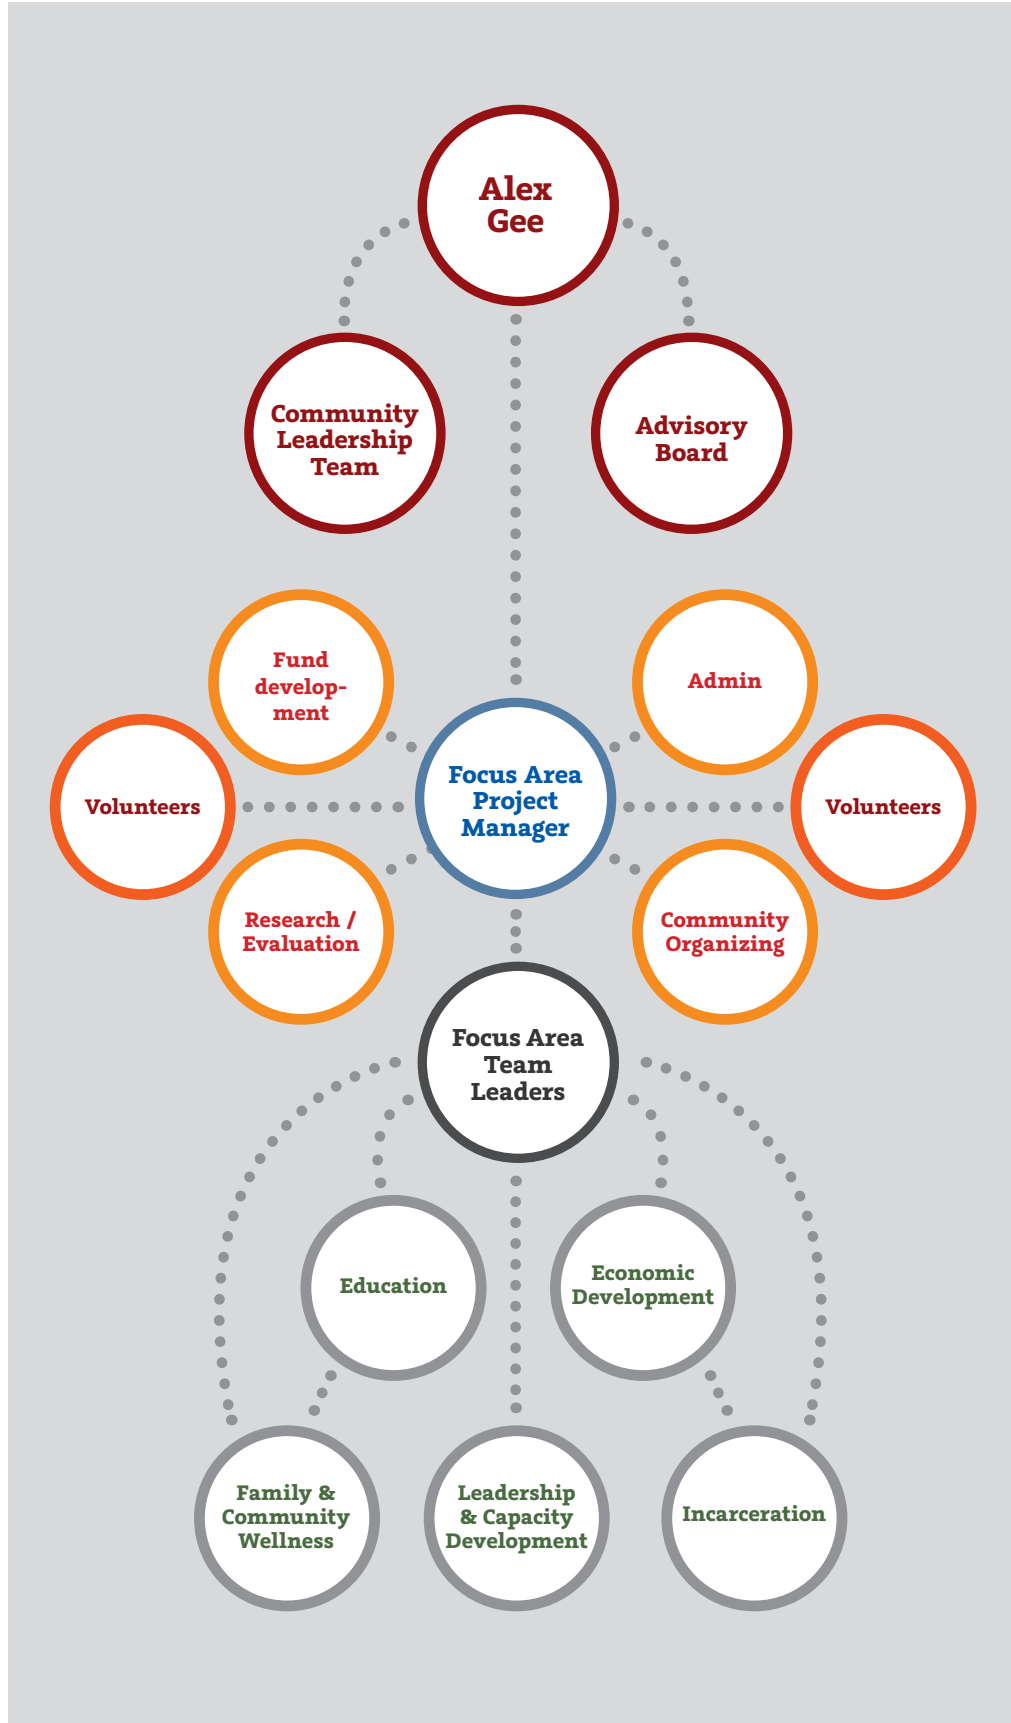 Alex
Gee
Community
Leadership
Team
Advisory
Board
Fund
develop-
ment
Admin
Volunteers
Focus Area
Project
Manager
Volunteers
Research /
Evaluation
Community
Organizing
Focus Area
Team
Leaders
Education
Economic
Development
Family &
Community
Wellness
Leadership
& Capacity
Development
Incarceration